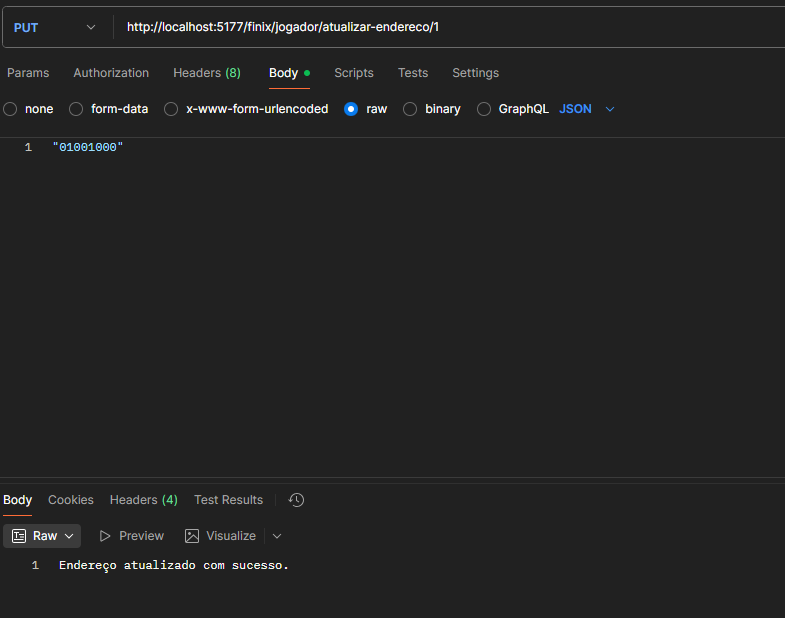 PUT http://localhost:5177/finix/jogador/atualizar-endereco/1
Params Authorization Headers (8) Body Scripts Tests Settings
none form-data x-www-form-urlencoded raw binary GraphQL JSON
1 "01001000"
Body Cookies Headers (4) Test Results
Raw Preview Visualize
1 Endereço atualizado com sucesso.